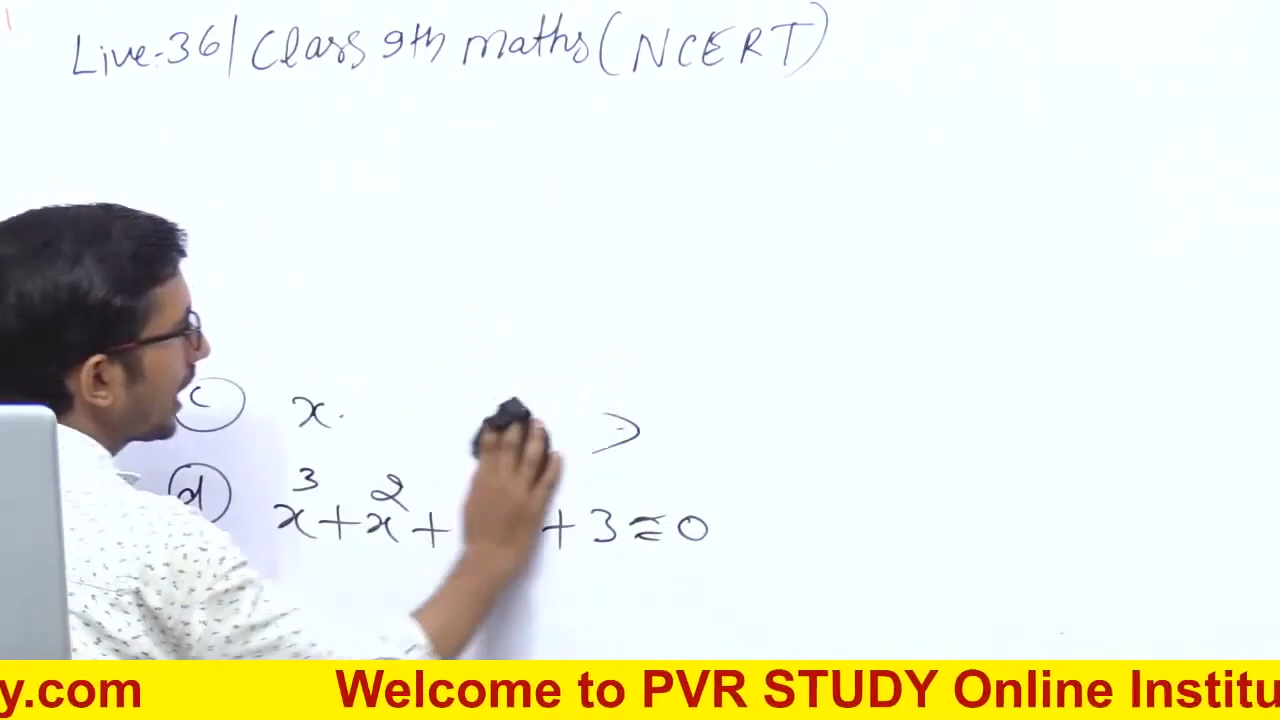 Live-36/Class 9th maths (NCERT)
c x
d x³+x²+ +3=0
y.com Welcome to PVR STUDY Online Institu